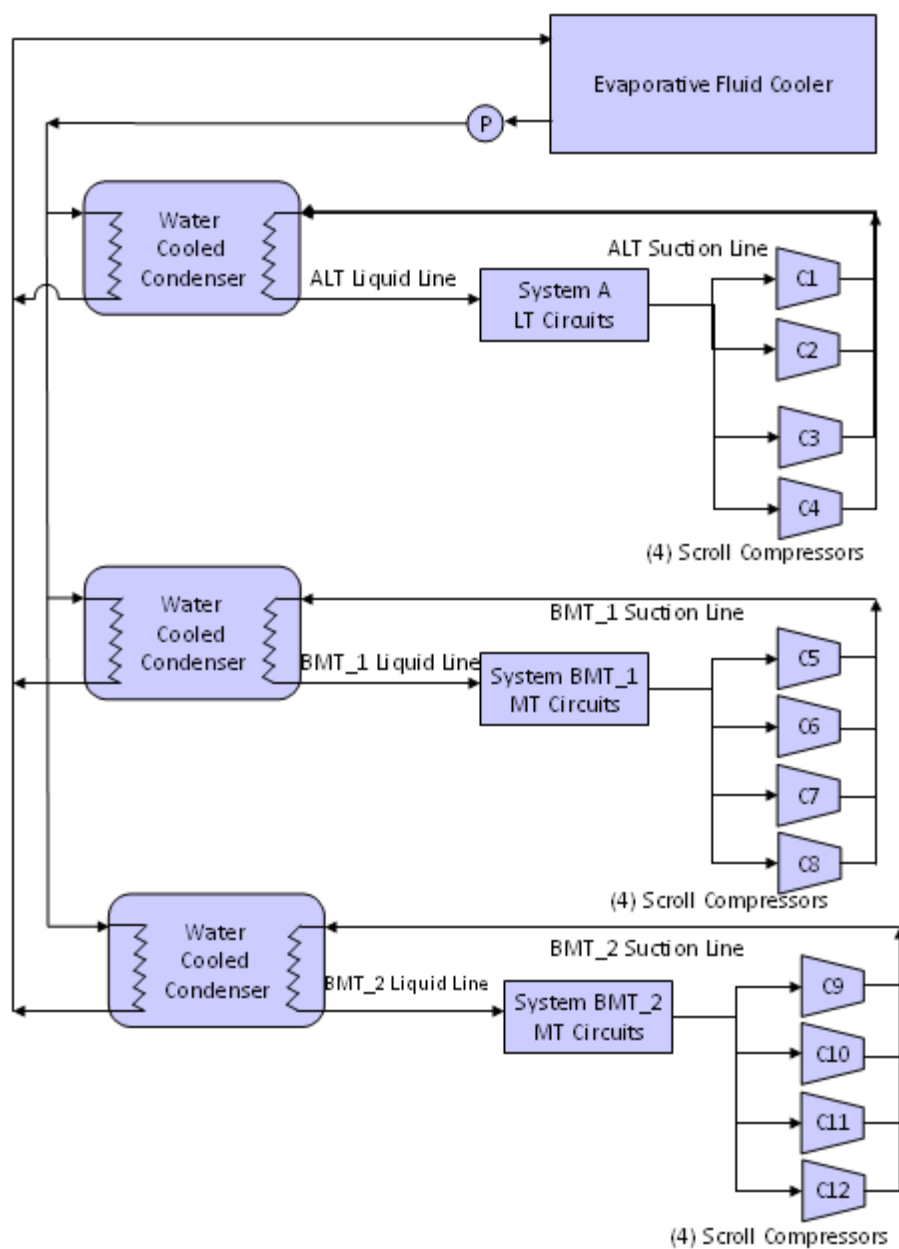 Evaporative Fluid Cooler
P
Water
Cooled
Condenser
ALT Liquid Line
System A
LT Circuits
ALT Suction Line
C1
C2
C3
C4
(4) Scroll Compressors
Water
Cooled
Condenser
BMT_1 Suction Line
BMT_1 Liquid Line
System BMT_1
MT Circuits
C5
C6
C7
C8
(4) Scroll Compressors
Water
Cooled
Condenser
BMT_2 Suction Line
BMT_2 Liquid Line
System BMT_2
MT Circuits
C9
C10
C11
C12
(4) Scroll Compressors